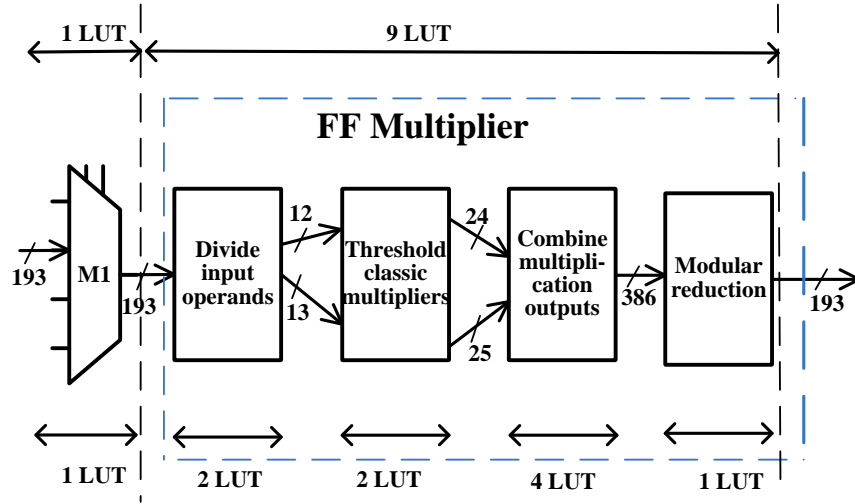 1 LUT
9 LUT
FF Multiplier
193
M1
193
Divide
input
operands
12
13
Threshold
classic
multipliers
24
25
Combine
multipli-
cation
outputs
386
Modular
reduction
193
1 LUT
2 LUT
2 LUT
4 LUT
1 LUT